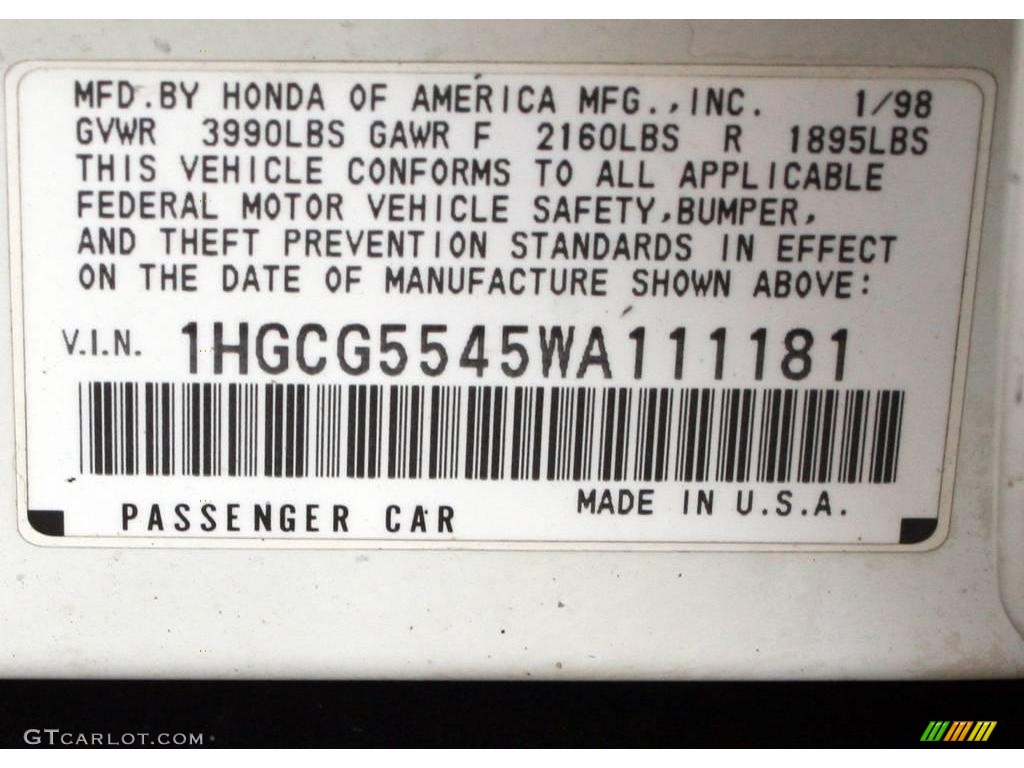 MFD.BY HONDA OF AMERICA MFG.,INC. 1/98
GVWR 3990LBS GAWR F 2160LBS R 1895LBS
THIS VEHICLE CONFORMS TO ALL APPLICABLE
FEDERAL MOTOR VEHICLE SAFETY,BUMPER,
AND THEFT PREVENTION STANDARDS IN EFFECT
ON THE DATE OF MANUFACTURE SHOWN ABOVE:
V.I.N. 1HGCG5545WA111181
PASSENGER CAR MADE IN U.S.A.
GTCARLOT.COM